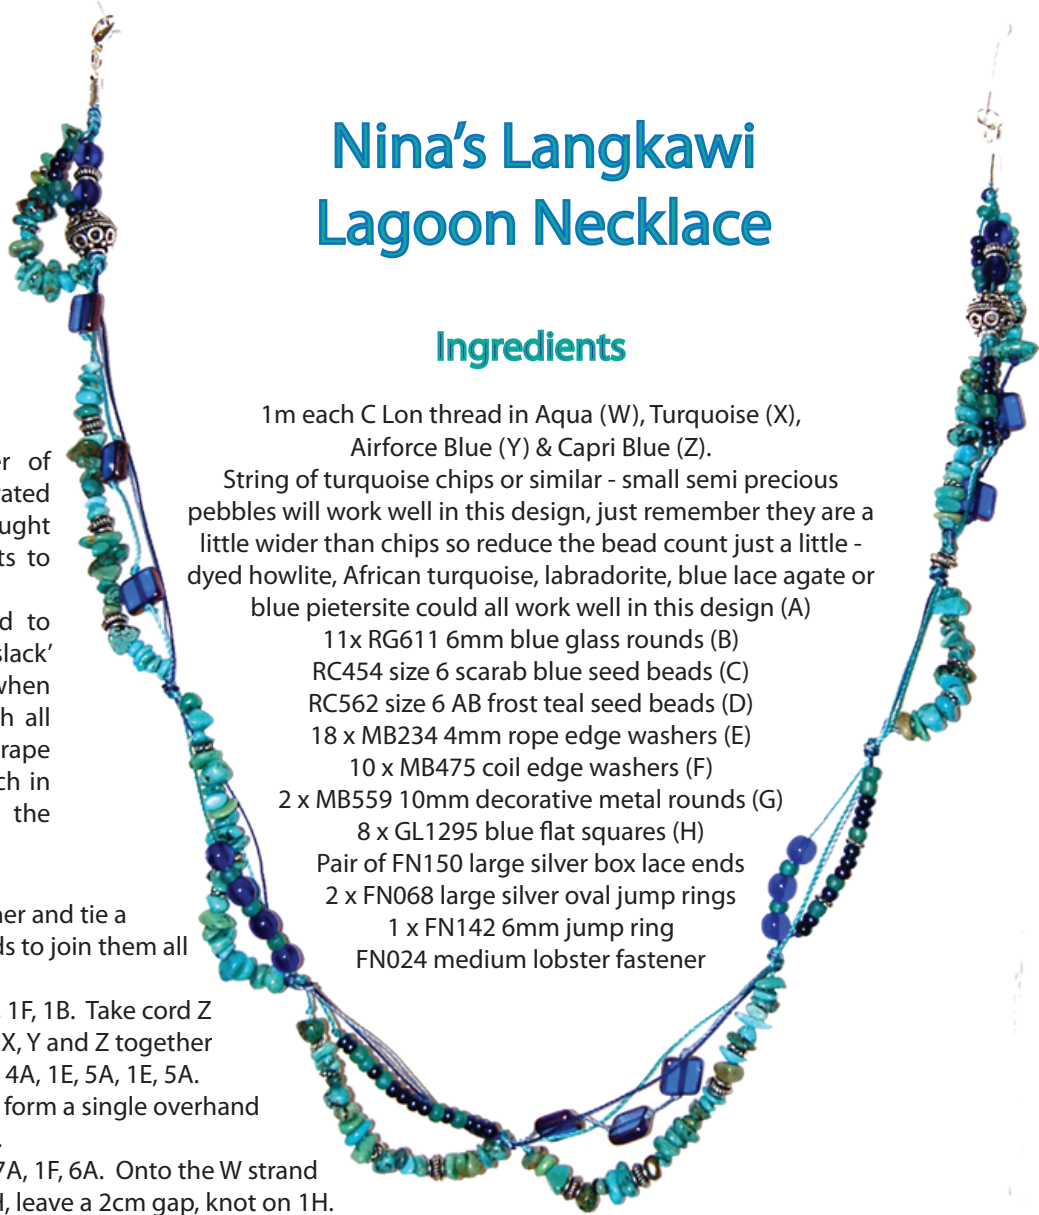 Nina's Langkawi
Lagoon Necklace
Ingredients
1m each C Lon thread in Aqua (W), Turquoise (X),
Airforce Blue (Y) & Capri Blue (Z).
String of turquoise chips or similar - small semi precious
pebbles will work well in this design, just remember they are a
little wider than chips so reduce the bead count just a little -
dyed howlite, African turquoise, labradorite, blue lace agate or
blue pietersite could all work well in this design (A)
11x RG611 6mm blue glass rounds (B)
RC454 size 6 scarab blue seed beads (C)
RC562 size 6 AB frost teal seed beads (D)
18 x MB234 4mm rope edge washers (E)
10 x MB475 coil edge washers (F)
2 x MB559 10mm decorative metal rounds (G)
8 x GL1295 blue flat squares (H)
Pair of FN150 large silver box lace ends
2 x FN068 large silver oval jump rings
1 x FN142 6mm jump ring
FN024 medium lobster fastener
of
to
to
when
all
in
the
and tie a
to join them all
1F, 1B. Take cord Z
X, Y and Z together
4A, 1E, 5A, 1E, 5A.
form a single overhand
7A, 1F, 6A. Onto the W strand
leave a 2cm gap, knot on 1H.